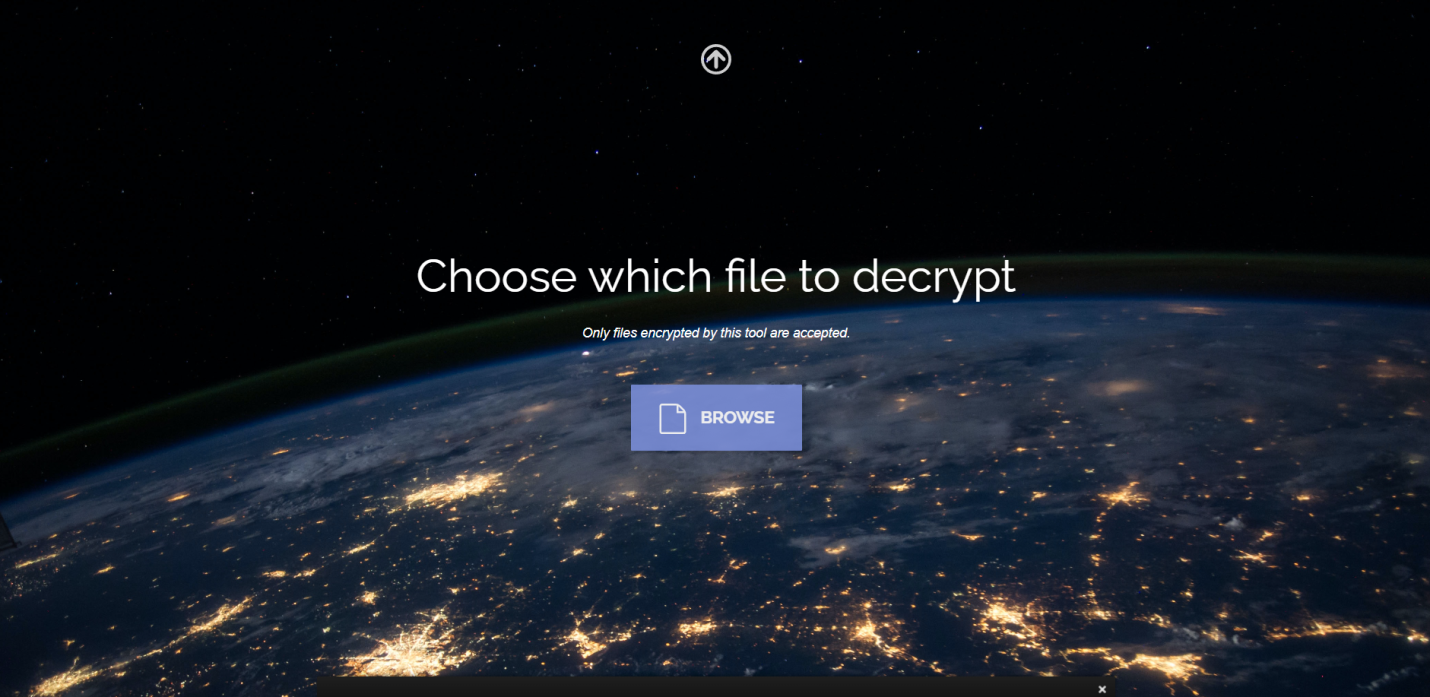 Choose which file to decrypt
Only files encrypted by this tool are accepted.
BROWSE